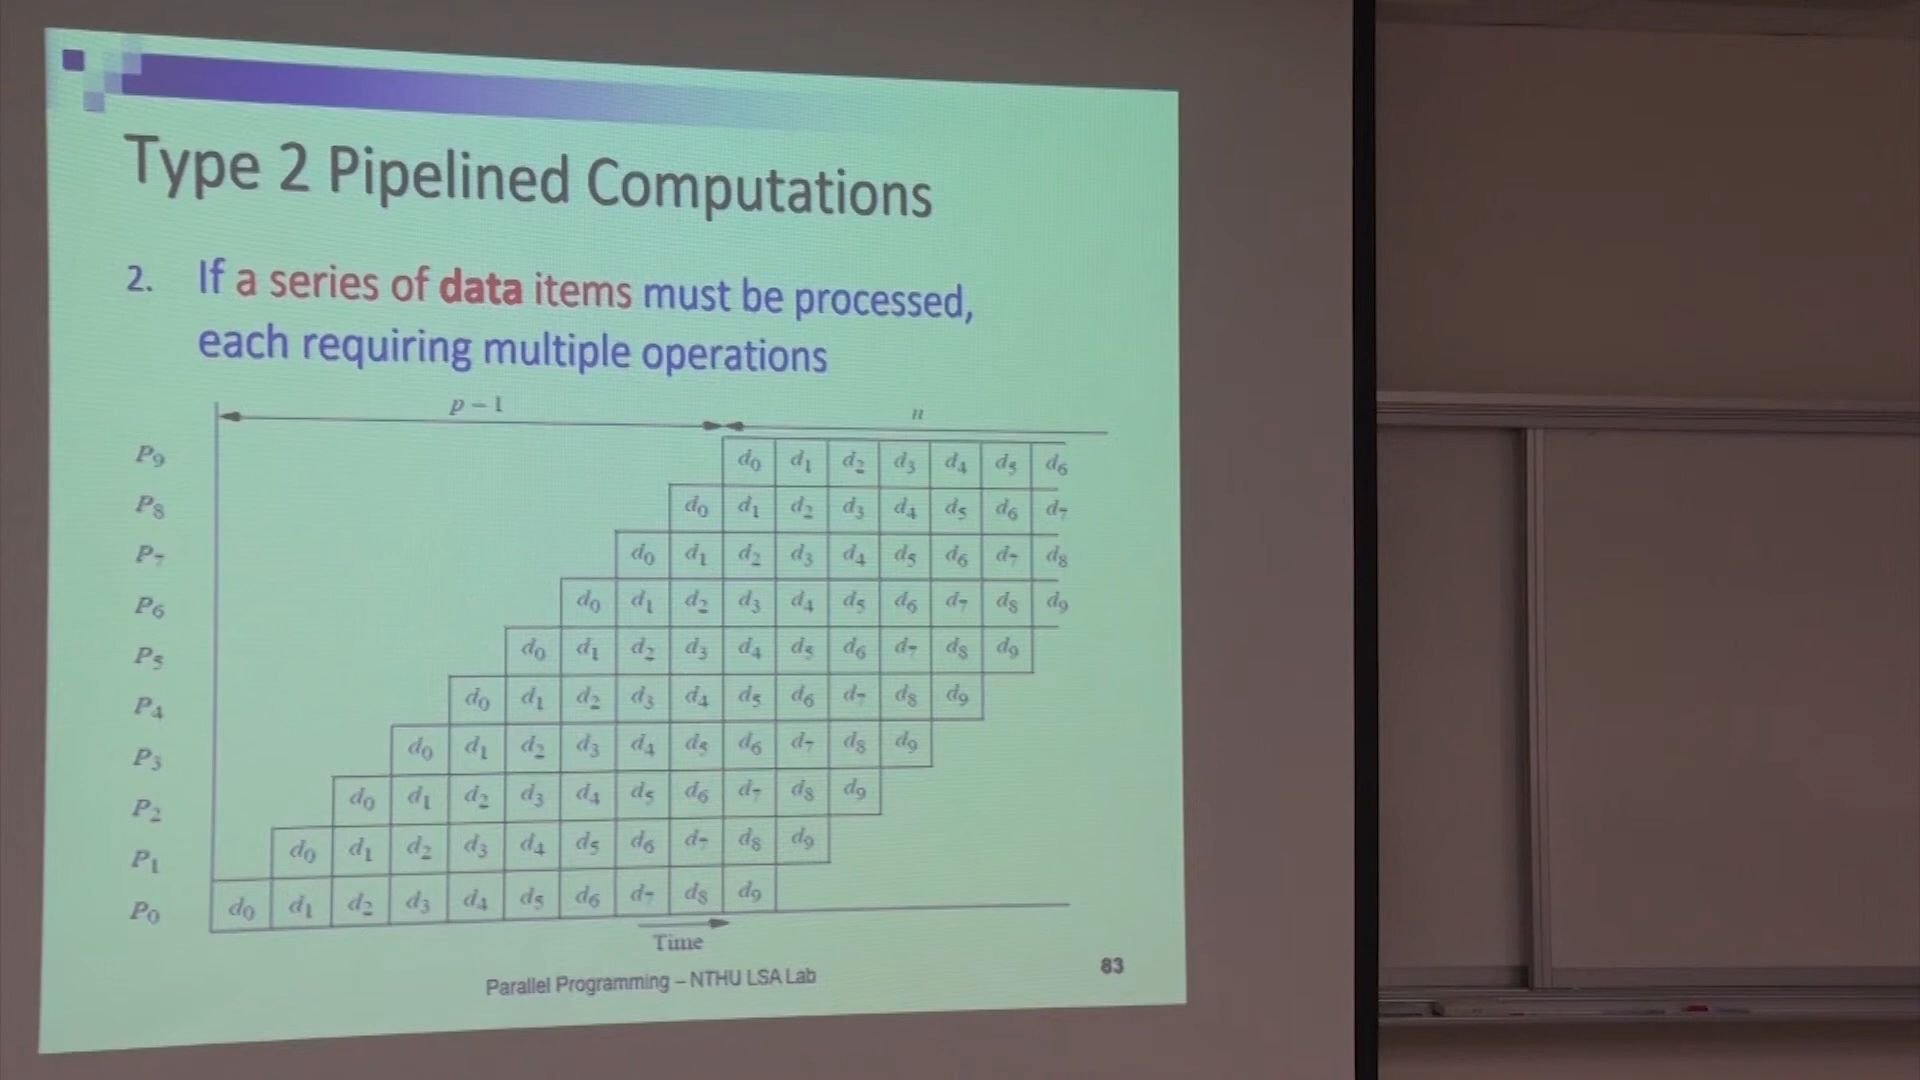 Type 2 Pipelined Computations
2. If a series of data items must be processed,
each requiring multiple operations
p – 1 n
P9 d0 d1 d2 d3 d4 d5 d6
P8 d0 d1 d2 d3 d4 d5 d6 d7
P7 d0 d1 d2 d3 d4 d5 d6 d7 d8
P6 d0 d1 d2 d3 d4 d5 d6 d7 d8 d9
P5 d0 d1 d2 d3 d4 d5 d6 d7 d8 d9
P4 d0 d1 d2 d3 d4 d5 d6 d7 d8 d9
P3 d0 d1 d2 d3 d4 d5 d6 d7 d8 d9
P2 d0 d1 d2 d3 d4 d5 d6 d7 d8 d9
P1 d0 d1 d2 d3 d4 d5 d6 d7 d8 d9
P0 d0 d1 d2 d3 d4 d5 d6 d7 d8 d9
Time
Parallel Programming – NTHU LSA Lab
83